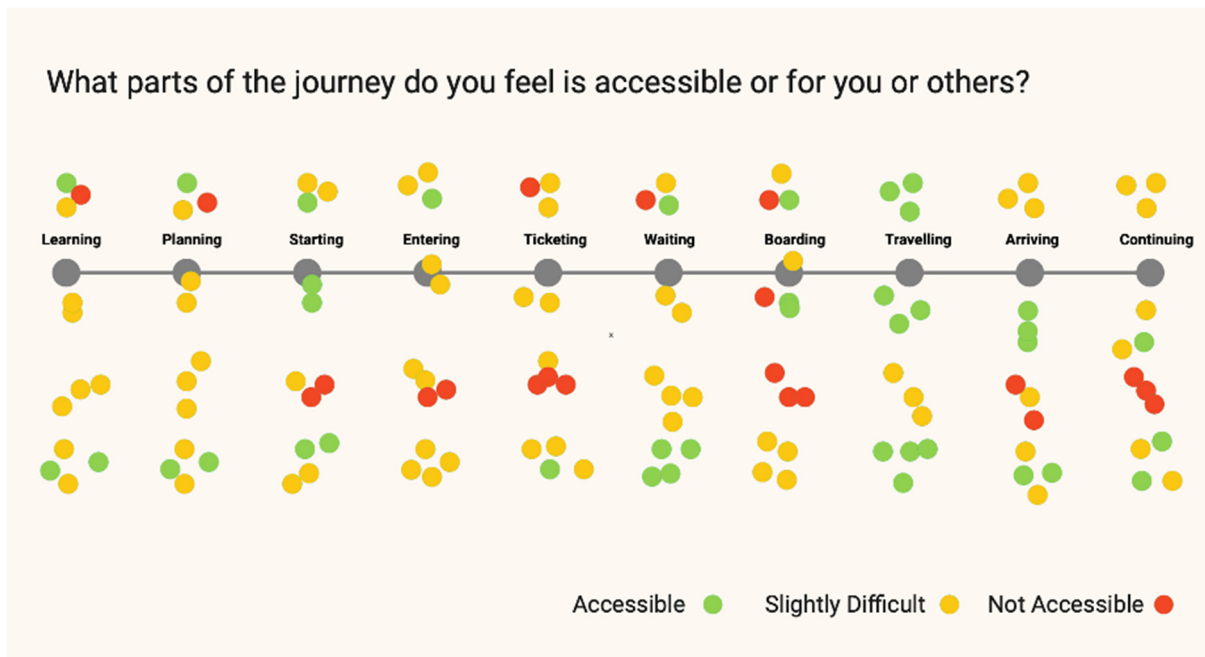 What parts of the journey do you feel is accessible or for you or others?
Learning Planning Starting Entering Ticketing Waiting Boarding Travelling Arriving Continuing
x
Accessible Slightly Difficult Not Accessible